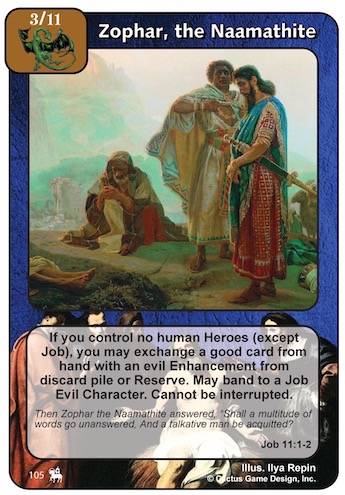 3/11
Zophar, the Naamathite
If you control no human Heroes (except
Job), you may exchange a good card from
hand with an evil Enhancement from
discard pile or Reserve. May band to a Job
Evil Character. Cannot be interrupted.
Then Zophar the Naamathite answered, "Shall a multitude of
words go unanswered, And a talkative man be acquitted?
Job 11:1-2
105
Illus. Ilya Repin
© Cactus Game Design, Inc.